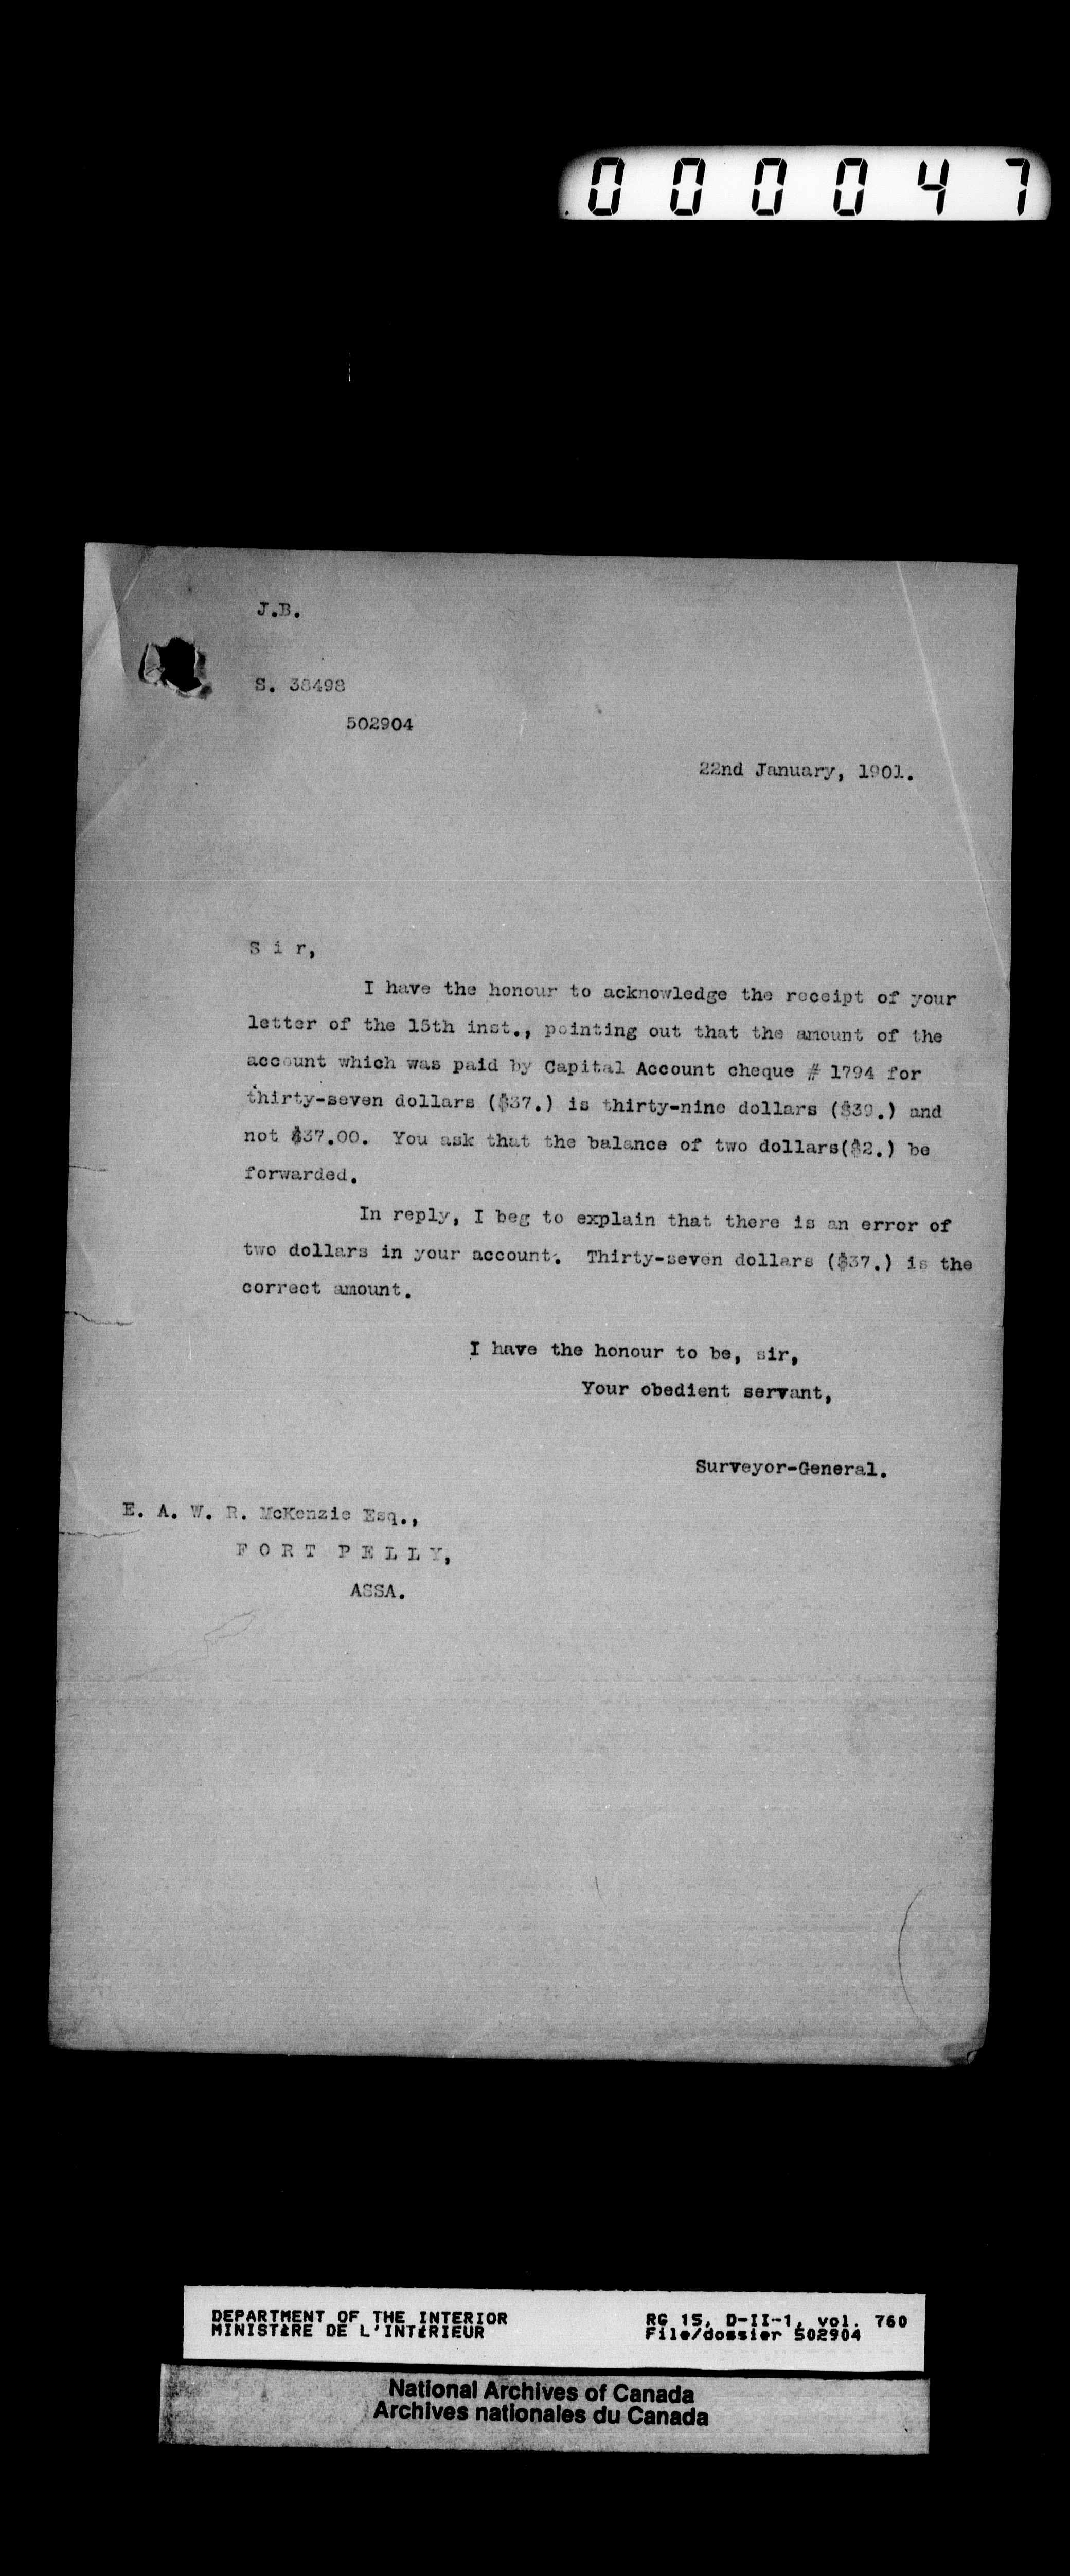 000047
J.B.
S. 38498
502904
22nd January, 1901.
S i r,
I have the honour to acknowledge the receipt of your
letter of the 15th inst., pointing out that the amount of the
account which was paid by Capital Account cheque # 1794 for
thirty-seven dollars ($37.) is thirty-nine dollars ($39.) and
not $37.00. You ask that the balance of two dollars($2.) be
forwarded.
In reply, I beg to explain that there is an error of
two dollars in your account. Thirty-seven dollars ($37.) is the
correct amount.
I have the honour to be, sir,
Your obedient servant,
Surveyor-General.
E. A. W. R. McKenzie Esq.,
F O R T P E L L Y,
ASSA.
DEPARTMENT OF THE INTERIOR
MINISTÈRE DE L'INTÉRIEUR
RG 15, D-II-1, vol. 760
File/dossier 502904
National Archives of Canada
Archives nationales du Canada